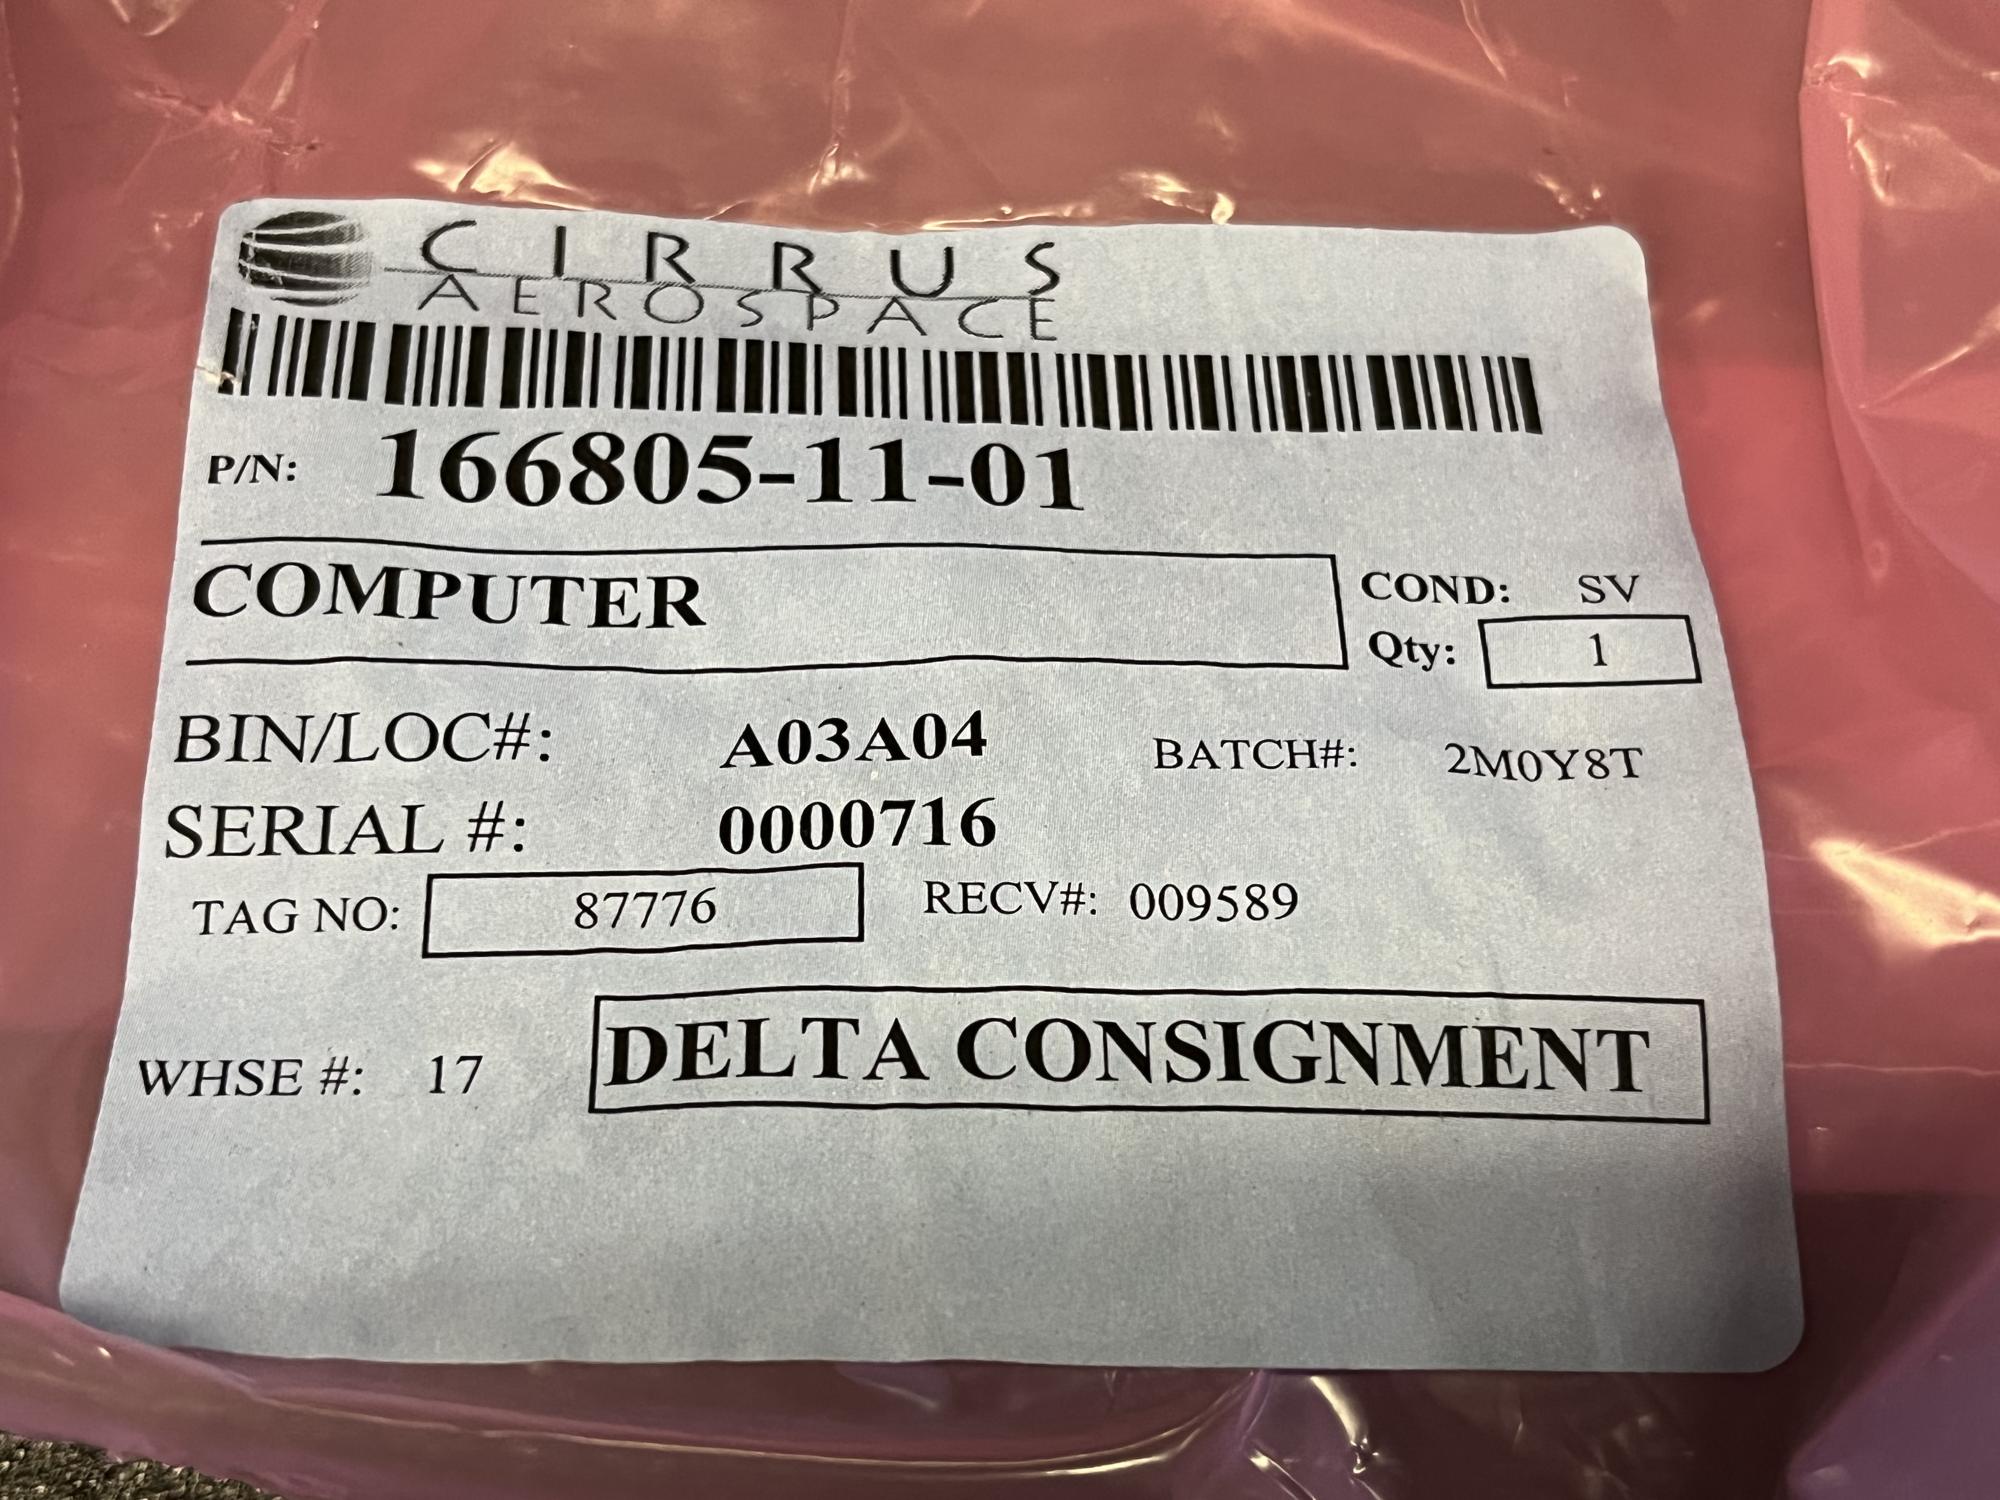 CIRRUS
AEROSPACE
P/N: 166805-11-01
COMPUTER
COND: SV
Qty: 1
BIN/LOC#: A03A04 BATCH#: 2M0Y8T
SERIAL #: 0000716
TAG NO: 87776 RECV#: 009589
WHSE #: 17 DELTA CONSIGNMENT